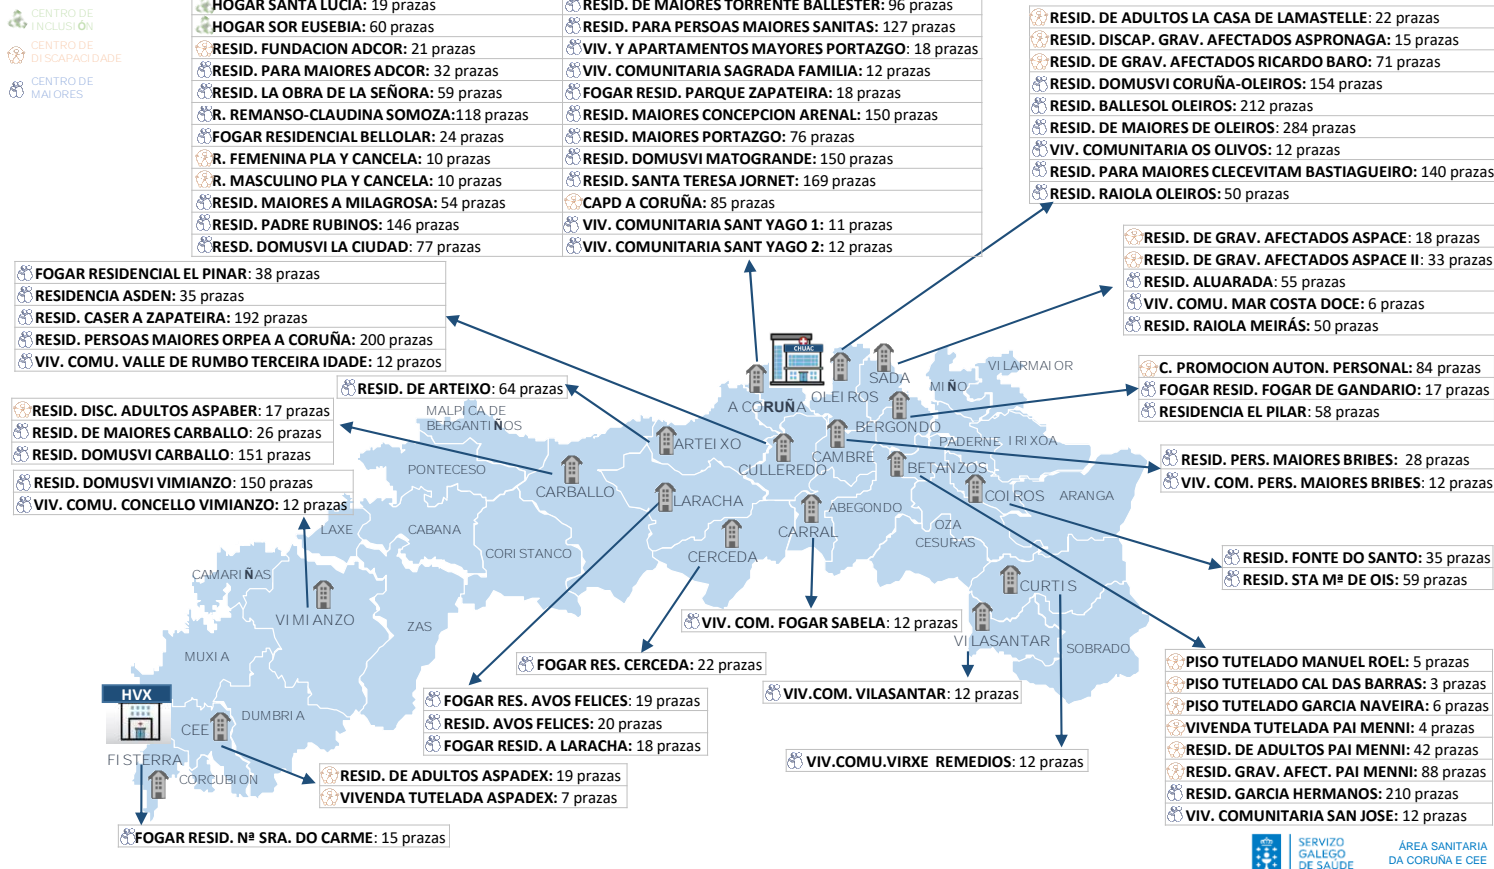 CENTRO DE
INCLUSIÓN
CENTRO DE
DISCAPACIDADE
CENTRO DE
MAIORES
HOGAR SANTA LUCIA: 19 prazas
HOGAR SOR EUSEBIA: 60 prazas
RESID. FUNDACION ADCOR: 21 prazas
RESID. PARA MAIORES ADCOR: 32 prazas
RESID. LA OBRA DE LA SEÑORA: 59 prazas
R. REMANSO-CLAUDINA SOMOZA:118 prazas
FOGAR RESIDENCIAL BELLOLAR: 24 prazas
R. FEMENINA PLA Y CANCELA: 10 prazas
R. MASCULINO PLA Y CANCELA: 10 prazas
RESID. MAIORES A MILAGROSA: 54 prazas
RESID. PADRE RUBINOS: 146 prazas
RESD. DOMUSVI LA CIUDAD: 77 prazas
RESID. DE MAIORES TORRENTE BALLESTER: 96 prazas
RESID. PARA PERSOAS MAIORES SANITAS: 127 prazas
VIV. Y APARTAMENTOS MAYORES PORTAZGO: 18 prazas
VIV. COMUNITARIA SAGRADA FAMILIA: 12 prazas
FOGAR RESID. PARQUE ZAPATEIRA: 18 prazas
RESID. MAIORES CONCEPCION ARENAL: 150 prazas
RESID. MAIORES PORTAZGO: 76 prazas
RESID. DOMUSVI MATOGRANDE: 150 prazas
RESID. SANTA TERESA JORNET: 169 prazas
CAPD A CORUÑA: 85 prazas
VIV. COMUNITARIA SANT YAGO 1: 11 prazas
VIV. COMUNITARIA SANT YAGO 2: 12 prazas
RESID. DE ADULTOS LA CASA DE LAMASTELLE: 22 prazas
RESID. DISCAP. GRAV. AFECTADOS ASPRONAGA: 15 prazas
RESID. DE GRAV. AFECTADOS RICARDO BARO: 71 prazas
RESID. DOMUSVI CORUÑA-OLEIROS: 154 prazas
RESID. BALLESOL OLEIROS: 212 prazas
RESID. DE MAIORES DE OLEIROS: 284 prazas
VIV. COMUNITARIA OS OLIVOS: 12 prazas
RESID. PARA MAIORES CLECEVITAM BASTIAGUEIRO: 140 prazas
RESID. RAIOLA OLEIROS: 50 prazas
RESID. DE GRAV. AFECTADOS ASPACE: 18 prazas
RESID. DE GRAV. AFECTADOS ASPACE II: 33 prazas
RESID. ALUARADA: 55 prazas
VIV. COMU. MAR COSTA DOCE: 6 prazas
RESID. RAIOLA MEIRÁS: 50 prazas
FOGAR RESIDENCIAL EL PINAR: 38 prazas
RESIDENCIA ASDEN: 35 prazas
RESID. CASER A ZAPATEIRA: 192 prazas
RESID. PERSOAS MAIORES ORPEA A CORUÑA: 200 prazas
VIV. COMU. VALLE DE RUMBO TERCEIRA IDADE: 12 prazos
C. PROMOCION AUTON. PERSONAL: 84 prazas
FOGAR RESID. FOGAR DE GANDARIO: 17 prazas
RESIDENCIA EL PILAR: 58 prazas
RESID. DE ARTEIXO: 64 prazas
RESID. DISC. ADULTOS ASPABER: 17 prazas
RESID. DE MAIORES CARBALLO: 26 prazas
RESID. DOMUSVI CARBALLO: 151 prazas
RESID. DOMUSVI VIMIANZO: 150 prazas
VIV. COMU. CONCELLO VIMIANZO: 12 prazas
RESID. PERS. MAIORES BRIBES: 28 prazas
VIV. COM. PERS. MAIORES BRIBES: 12 prazas
CHUAC
VILARMAIOR
SADA
MIÑO
OLEIROS
A CORUÑA
MALPICA DE
BERGANTIÑOS
BERGONDO
PADERNE
IRIXOA
ARTEIXO
CULLEREDO
CAMBRE
BETANZOS
PONTECESO
CARBALLO
LARACHA
COIROS
ARANGA
ABEGONDO
CARRAL
OZA
CESURAS
LAXE
CABANA
CORISTANCO
CERCEDA
CAMARIÑAS
CURTIS
VIMIANZO
ZAS
VILASANTAR
SOBRADO
MUXIA
DUMBRIA
CEE
HVX
FISTERRA
CORCUBION
RESID. FONTE DO SANTO: 35 prazas
RESID. STA Mª DE OIS: 59 prazas
VIV. COM. FOGAR SABELA: 12 prazas
FOGAR RES. CERCEDA: 22 prazas
VIV.COM. VILASANTAR: 12 prazas
FOGAR RES. AVOS FELICES: 19 prazas
RESID. AVOS FELICES: 20 prazas
FOGAR RESID. A LARACHA: 18 prazas
VIV.COMU.VIRXE REMEDIOS: 12 prazas
PISO TUTELADO MANUEL ROEL: 5 prazas
PISO TUTELADO CAL DAS BARRAS: 3 prazas
PISO TUTELADO GARCIA NAVEIRA: 6 prazas
VIVENDA TUTELADA PAI MENNI: 4 prazas
RESID. DE ADULTOS PAI MENNI: 42 prazas
RESID. GRAV. AFECT. PAI MENNI: 88 prazas
RESID. GARCIA HERMANOS: 210 prazas
VIV. COMUNITARIA SAN JOSE: 12 prazas
RESID. DE ADULTOS ASPADEX: 19 prazas
VIVENDA TUTELADA ASPADEX: 7 prazas
FOGAR RESID. Nª SRA. DO CARME: 15 prazas
SERVIZO
GALEGO
DE SAÚDE
ÁREA SANITARIA
DA CORUÑA E CEE